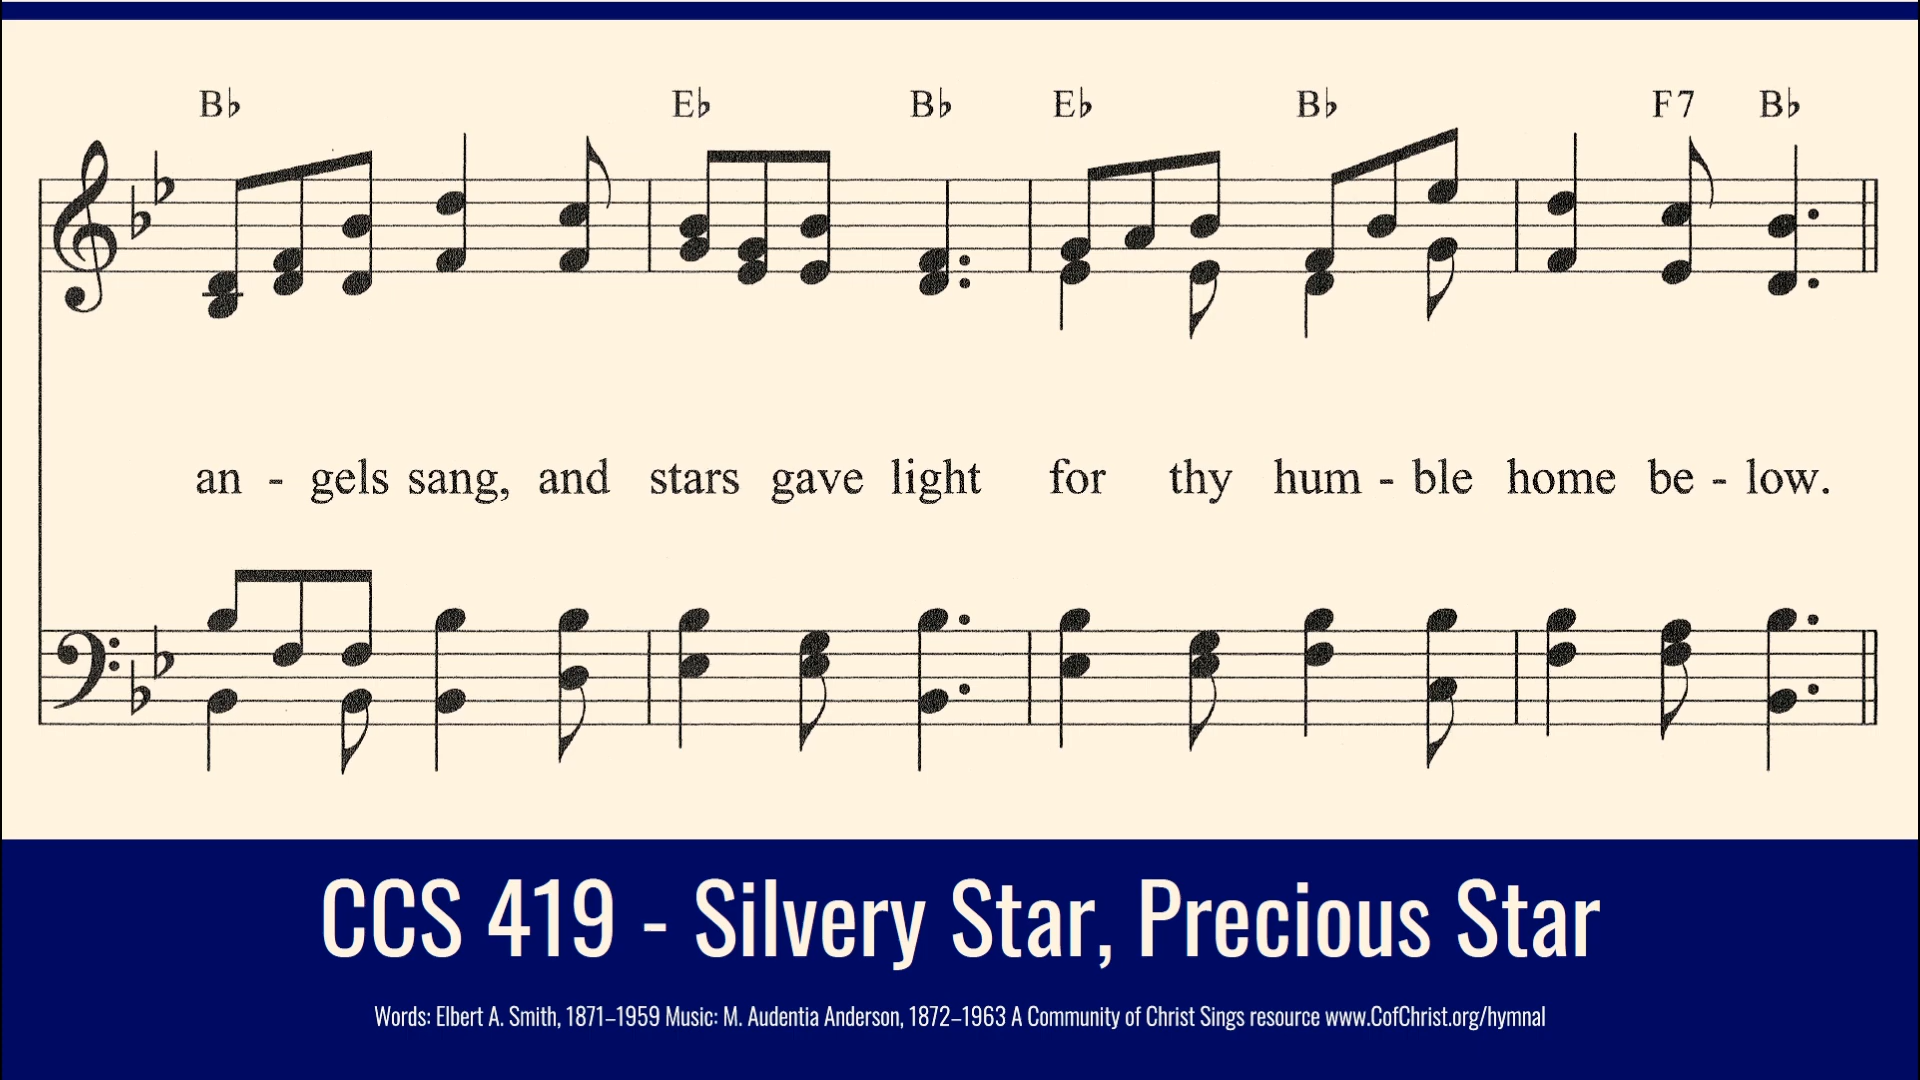 B♭ E♭ B♭ E♭ B♭ F7 B♭
an - gels sang, and stars gave light for thy hum - ble home be - low.
CCS 419 - Silvery Star, Precious Star
Words: Elbert A. Smith, 1871–1959 Music: M. Audentia Anderson, 1872–1963 A Community of Christ Sings resource www.CofChrist.org/hymnal